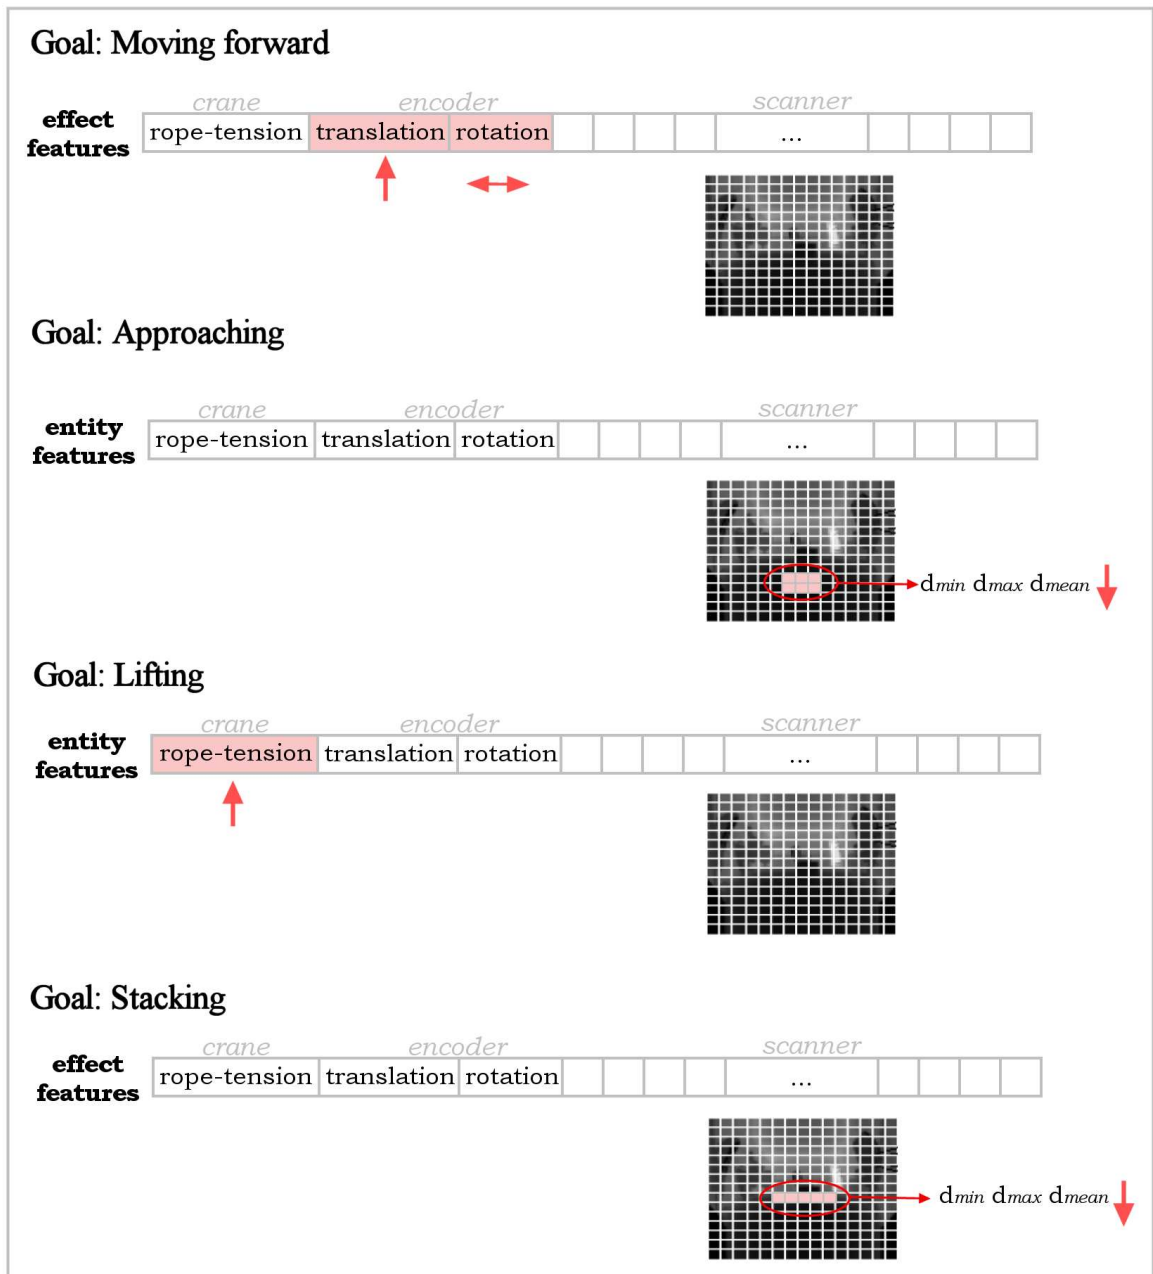 Goal: Moving forward
crane encoder scanner
effect features
rope-tension translation rotation ...
Goal: Approaching
crane encoder scanner
entity features
rope-tension translation rotation ...
dmin dmax dmean
Goal: Lifting
crane encoder scanner
entity features
rope-tension translation rotation ...
Goal: Stacking
crane encoder scanner
effect features
rope-tension translation rotation ...
dmin dmax dmean